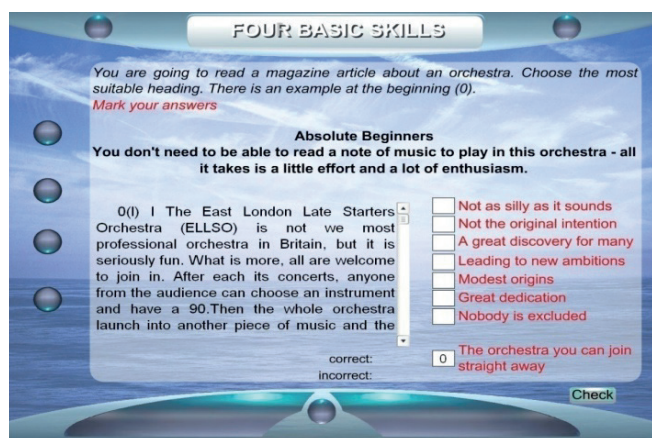 FOUR BASIC SKILLS
You are going to read a magazine article about an orchestra. Choose the most
suitable heading. There is an example at the beginning (0).
Mark your answers
Absolute Beginners
You don't need to be able to read a note of music to play in this orchestra - all
it takes is a little effort and a lot of enthusiasm.
0(I) I The East London Late Starters
Orchestra (ELLSO) is not we most
professional orchestra in Britain, but it is
seriously fun. What is more, all are welcome
to join in. After each its concerts, anyone
from the audience can choose an instrument
and have a 90.Then the whole orchestra
launch into another piece of music and the
Not as silly as it sounds
Not the original intention
A great discovery for many
Leading to new ambitions
Modest origins
Great dedication
Nobody is excluded
0 The orchestra you can join
straight away
correct:
incorrect:
Check